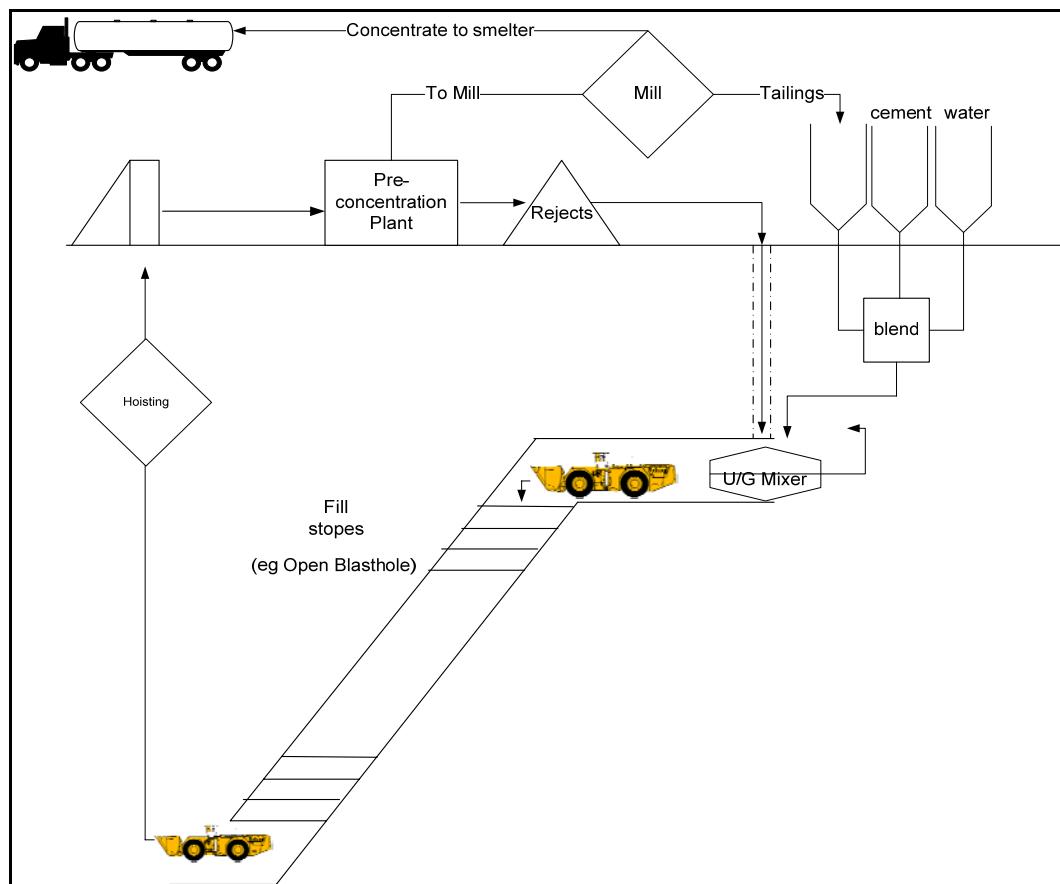 Concentrate to smelter
To Mill
Mill
Tailings
cement
water
Pre-
concentration
Plant
Rejects
blend
Hoisting
U/G Mixer
Fill
stopes
(eg Open Blasthole)